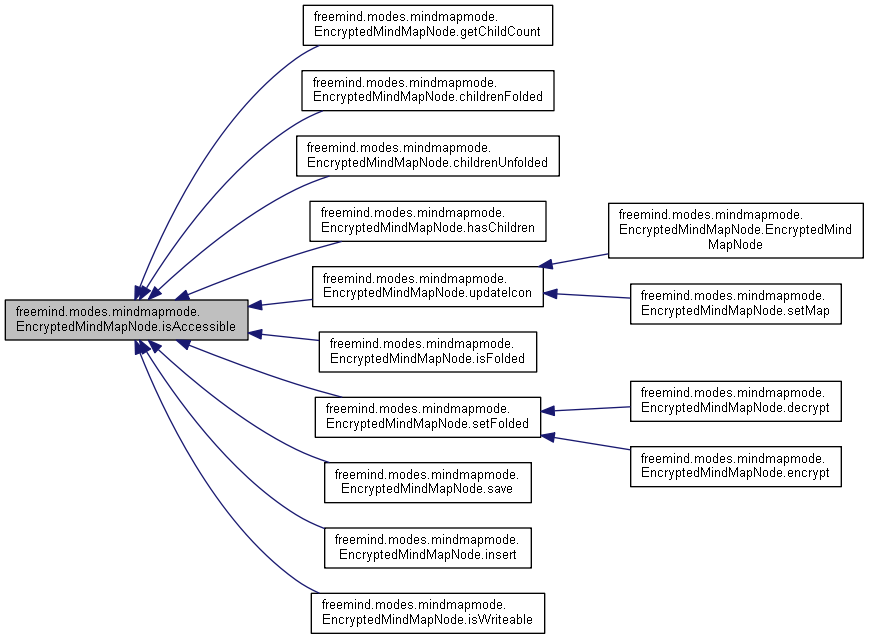 freemind.modes.mindmapmode.
EncryptedMindMapNode.getChildCount
freemind.modes.mindmapmode.
EncryptedMindMapNode.childrenFolded
freemind.modes.mindmapmode.
EncryptedMindMapNode.childrenUnfolded
freemind.modes.mindmapmode.
EncryptedMindMapNode.hasChildren
freemind.modes.mindmapmode.
EncryptedMindMapNode.EncryptedMind
MapNode
freemind.modes.mindmapmode.
EncryptedMindMapNode.updateIcon
freemind.modes.mindmapmode.
EncryptedMindMapNode.setMap
freemind.modes.mindmapmode.
EncryptedMindMapNode.isAccessible
freemind.modes.mindmapmode.
EncryptedMindMapNode.isFolded
freemind.modes.mindmapmode.
EncryptedMindMapNode.decrypt
freemind.modes.mindmapmode.
EncryptedMindMapNode.setFolded
freemind.modes.mindmapmode.
EncryptedMindMapNode.encrypt
freemind.modes.mindmapmode.
EncryptedMindMapNode.save
freemind.modes.mindmapmode.
EncryptedMindMapNode.insert
freemind.modes.mindmapmode.
EncryptedMindMapNode.isWriteable